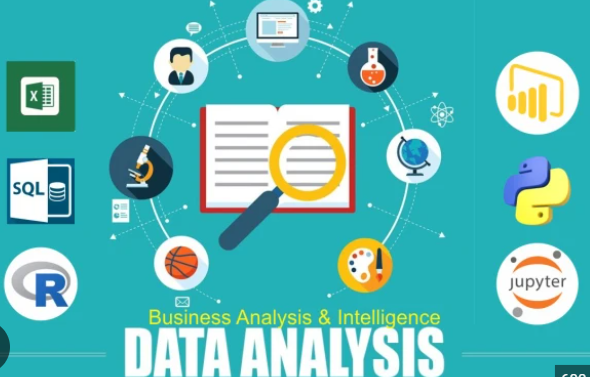 X
SQL
R
jupyter
Business Analysis & Intelligence
DATA ANALYSIS